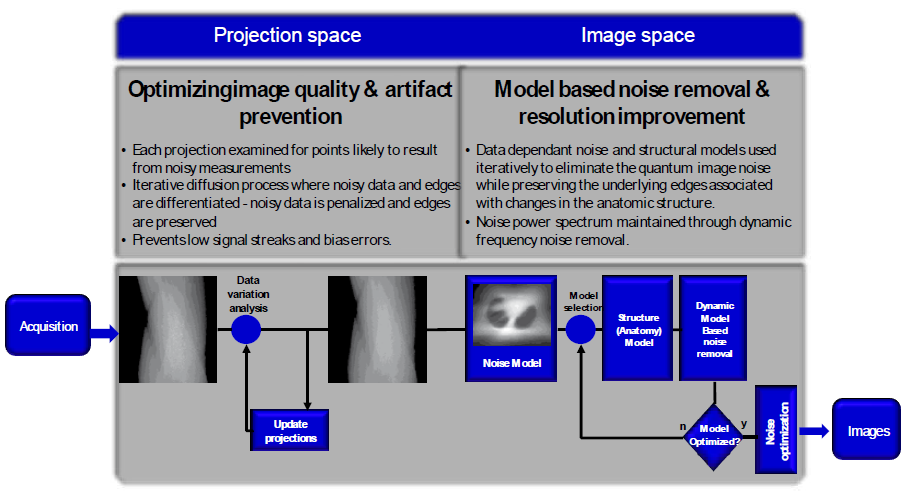 Projection space
Image space
Optimizingimage quality & artifact
prevention
• Each projection examined for points likely to result
from noisy measurements
• Iterative diffusion process where noisy data and edges
are differentiated - noisy data is penalized and edges
are preserved
• Prevents low signal streaks and bias errors.
Model based noise removal &
resolution improvement
• Data dependant noise and structural models used
iteratively to eliminate the quantum image noise
while preserving the underlying edges associated
with changes in the anatomic structure.
• Noise power spectrum maintained through dynamic
frequency noise removal.
Acquisition
Data
variation
analysis
Update
projections
Noise Model
Model
selection
Structure
(Anatomy)
Model
Dynamic
Model
Based
noise
removal
n
Model
Optimized?
y
Noise
optimization
Images